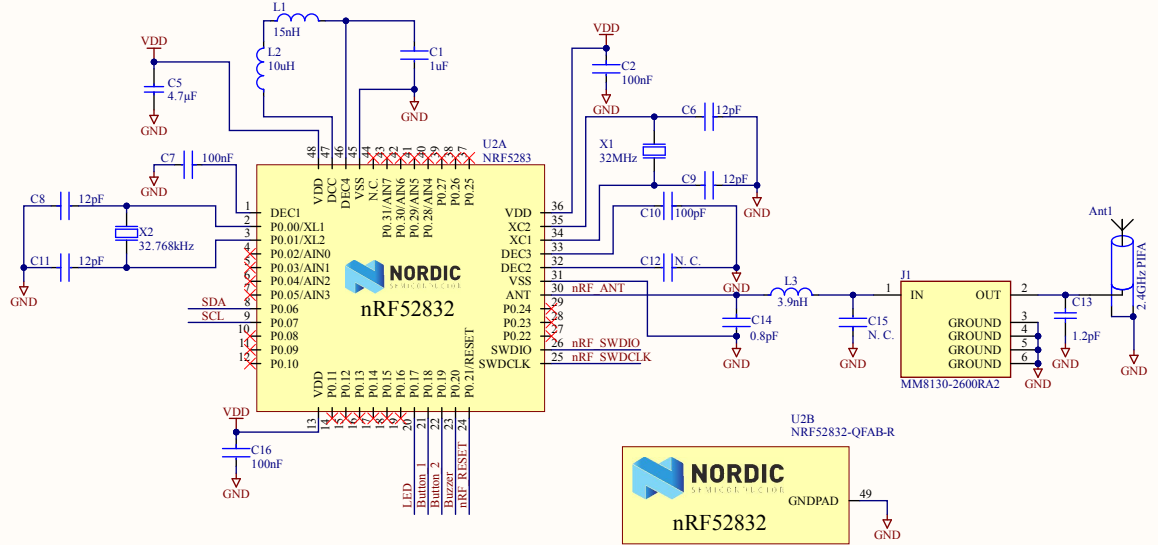 L1
15nH
L2
10uH
C1
1uF
GND
VDD
C5
4.7µF
GND
VDD
C2
100nF
GND
C6
12pF
X1
32MHz
C9
12pF
GND
U2A
NRF5283
C7
100nF
GND
C8
12pF
X2
32.768kHz
C11
12pF
GND
48
47
46
45
44
43
42
41
40
39
38
37
VDD
DCC
DEC4
VSS
N.C.
P0.31/AIN7
P0.30/AIN6
P0.29/AIN5
P0.28/AIN4
P0.27
P0.26
P0.25
1 DEC1
2 P0.00/XL1
3 P0.01/XL2
4 P0.02/AIN0
5 P0.03/AIN1
6 P0.04/AIN2
7 P0.05/AIN3
SDA 8 P0.06
SCL 9 P0.07
10 P0.08
11 P0.09
12 P0.10
NORDIC
SEMICONDUCTOR
nRF52832
VDD 36
XC2 35
XC1 34
DEC3 33
DEC2 32
VSS 31
ANT 30 nRF_ANT
P0.24 29
P0.23 28
P0.22 27
SWDIO 26 nRF_SWDIO
SWDCLK 25 nRF_SWDCLK
VDD
P0.11
P0.12
P0.13
P0.14
P0.15
P0.16
P0.17
P0.18
P0.19
P0.20
P0.21/RESET
13
14
15
16
17
18
19
20
21
22
23
24
LED
Button_1
Button_2
Buzzer
nRF_RESET
VDD
C16
100nF
GND
C10
100pF
C12
N. C.
GND
L3
3.9nH
C14
0.8pF
GND
C15
N. C.
GND
J1
1 IN
OUT 2
GROUND 3
GROUND 4
GROUND 5
GROUND 6
MM8130-2600RA2
GND
C13
1.2pF
GND
Ant1
2.4GHz PIFA
GND
U2B
NRF52832-QFAB-R
NORDIC
SEMICONDUCTOR
nRF52832
GNDPAD 49
GND